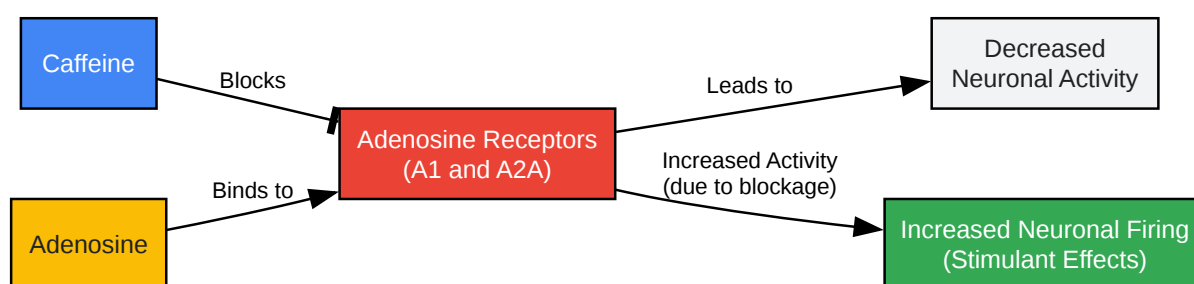 Caffeine
Blocks
Adenosine
Binds to
Adenosine Receptors
(A1 and A2A)
Leads to
Decreased
Neuronal Activity
Increased Activity
(due to blockage)
Increased Neuronal Firing
(Stimulant Effects)